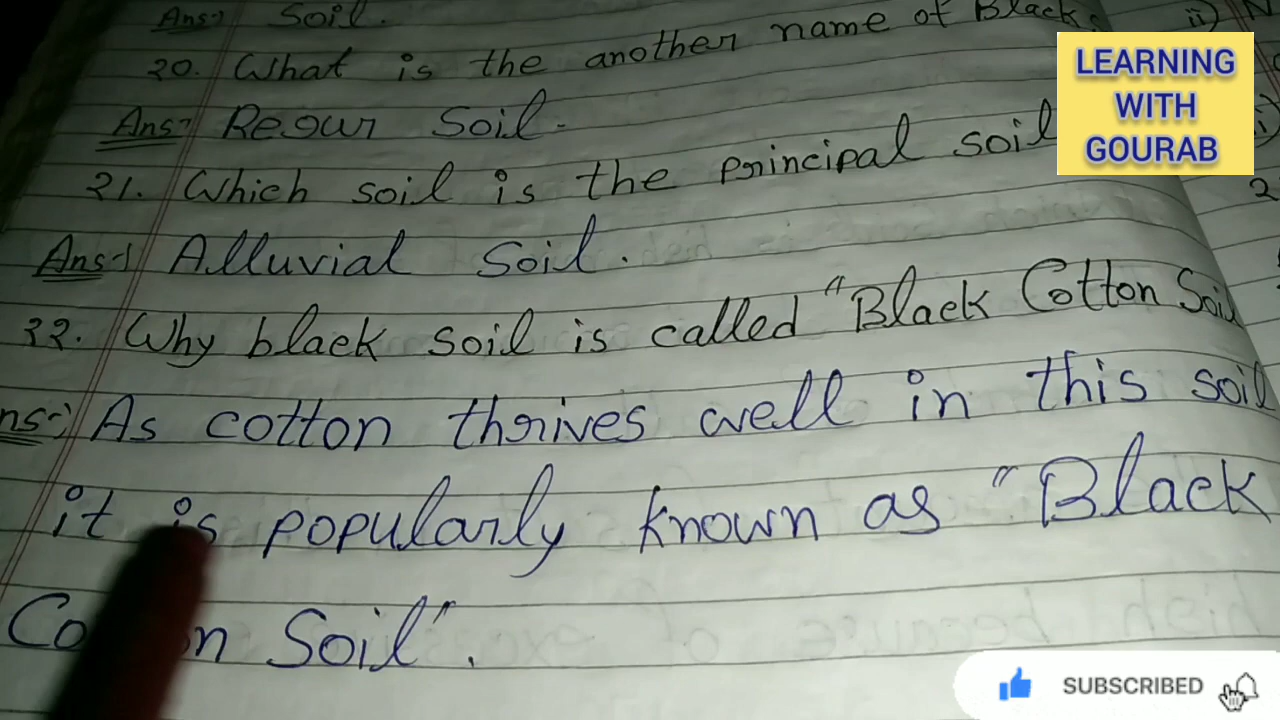 Ans:- Soil.
20. What is the another name of Black
Ans:- Regur Soil.
21. Which soil is the principal soil
Ans:- Alluvial Soil.
22. Why black soil is called "Black Cotton Soil
Ans:- As cotton thrives well in this soil
it is popularly known as "Black
Soil".
LEARNING
WITH
GOURAB
SUBSCRIBED